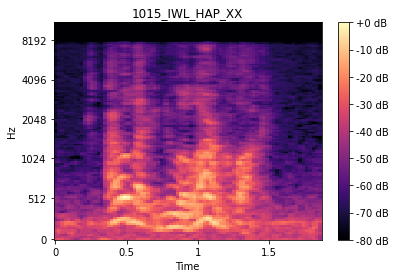 1015_IWL_HAP_XX
8192
4096
2048
1024
512
0
Hz
0
0.5
1
1.5
Time
+0 dB
-10 dB
-20 dB
-30 dB
-40 dB
-50 dB
-60 dB
-70 dB
-80 dB